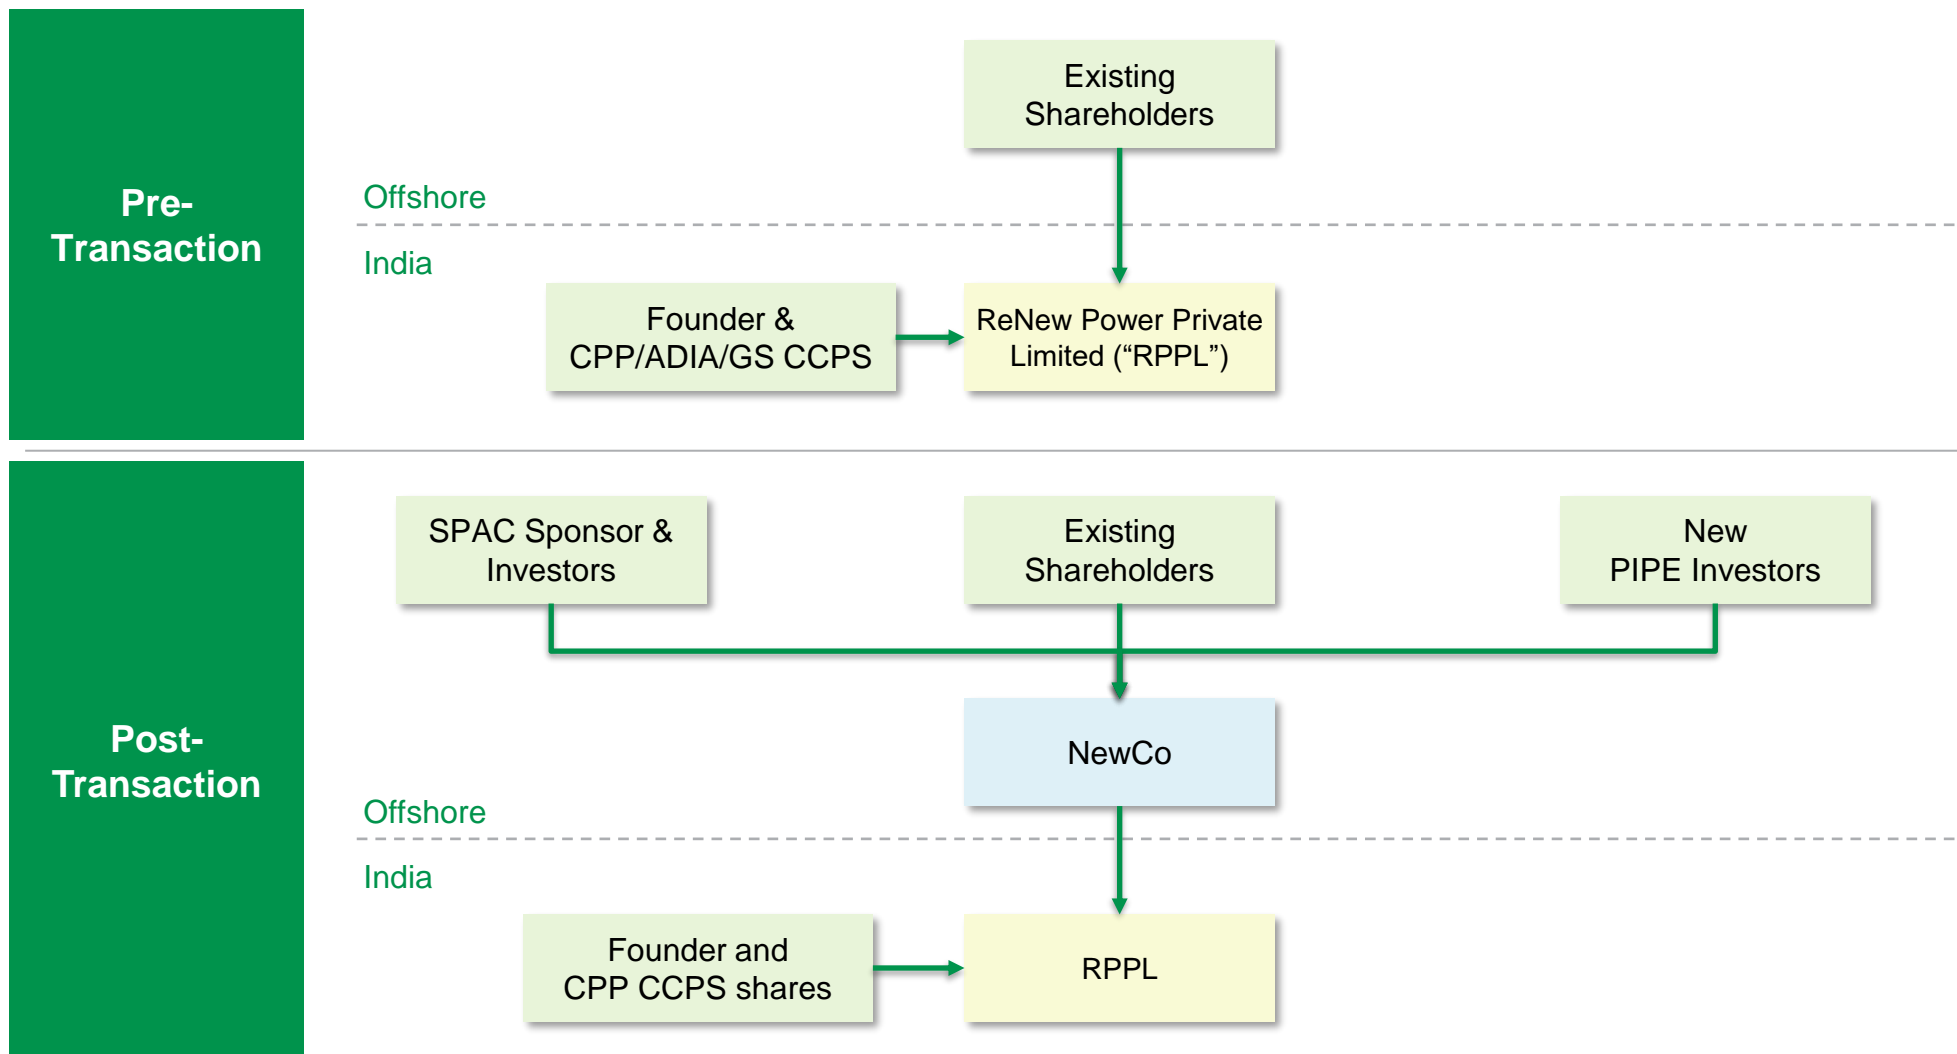 Pre-
Transaction
Existing
Shareholders
Offshore
India
Founder &
CPP/ADIA/GS CCPS
ReNew Power Private
Limited (“RPPL”)
Post-
Transaction
SPAC Sponsor &
Investors
Existing
Shareholders
New
PIPE Investors
NewCo
Offshore
India
Founder and
CPP CCPS shares
RPPL